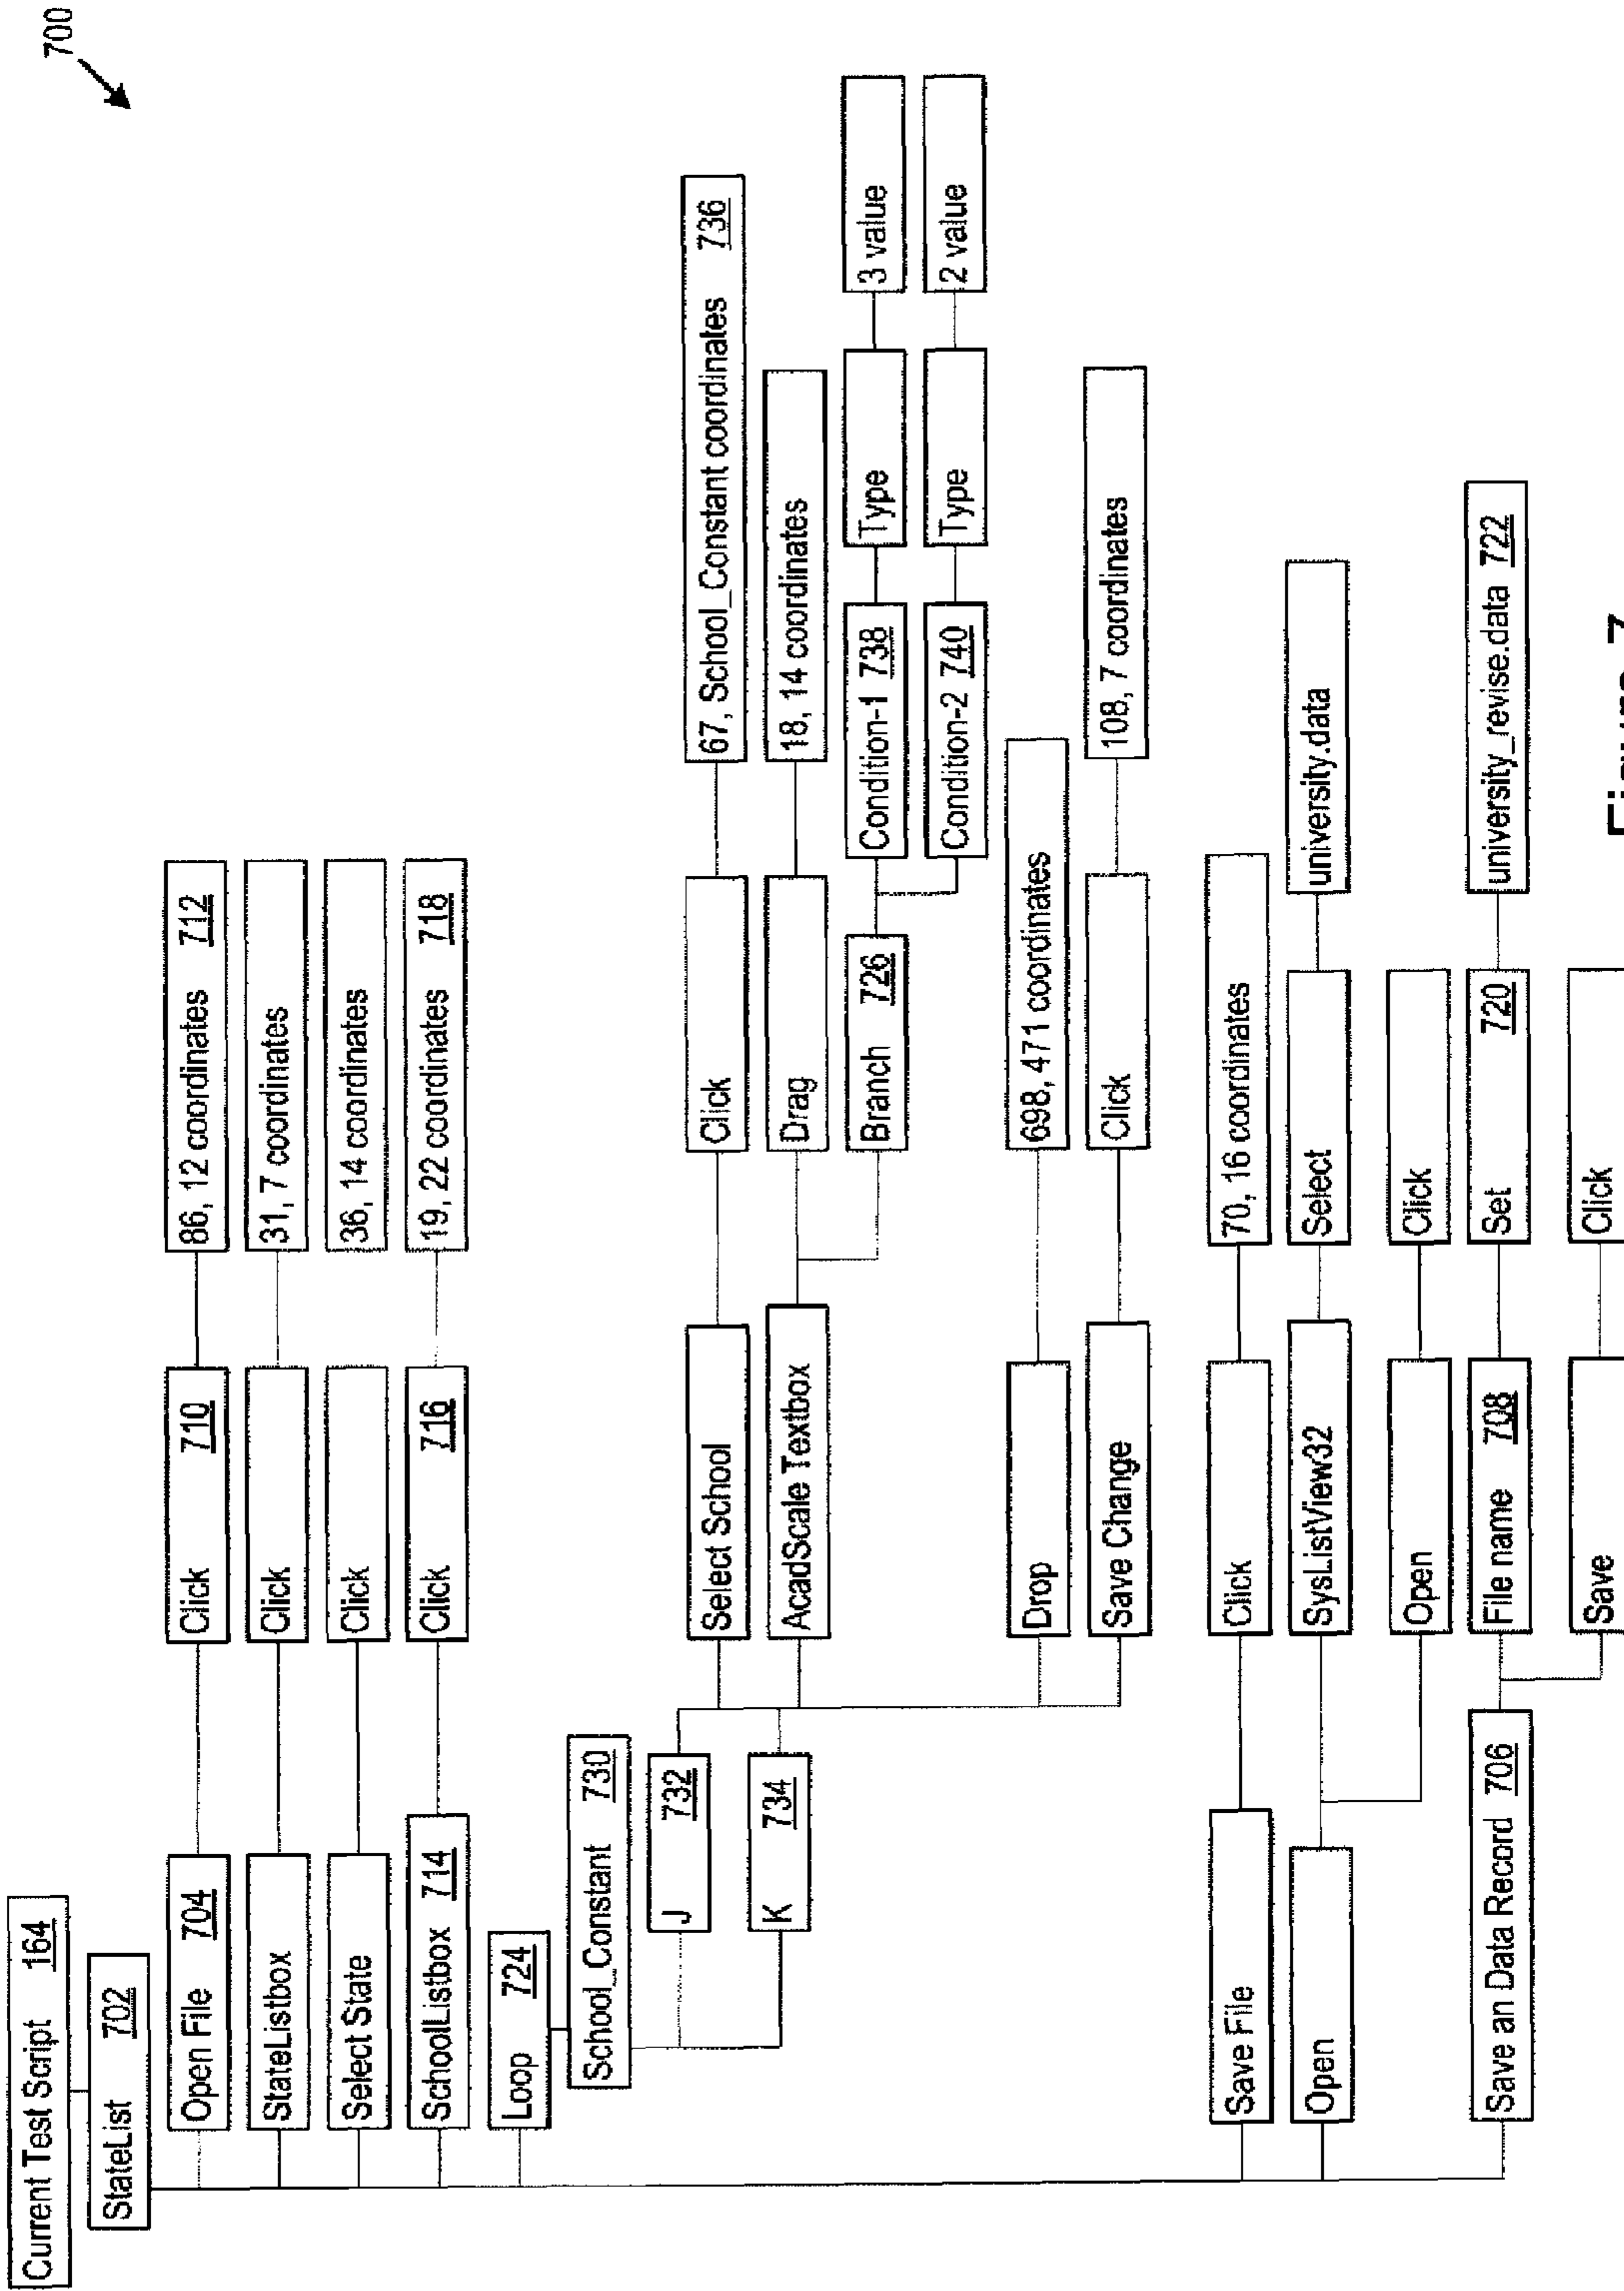 700
Current Test Script 164
StateList 702
Open File 704
Click 710
86, 12 coordinates 712
StateListbox
Click
31, 7 coordinates
Select State
Click
36, 14 coordinates
SchoolListbox 714
Click 716
19, 22 coordinates 718
Loop 724
School_Constant 730
J 732
K 734
Select School
Click
67, School_Constant coordinates 736
AcadScale Textbox
Drag
18, 14 coordinates
Branch 726
Condition-1 738
Type
3 value
Condition-2 740
Type
2 value
Drop
698, 471 coordinates
Save Change
Click
108, 7 coordinates
Save File
Click
70, 16 coordinates
Open
SysListView32
Select
university.data
Open
Click
Save an Data Record 706
File name 708
Set 720
university_revise.data 722
Save
Click
Figure 7